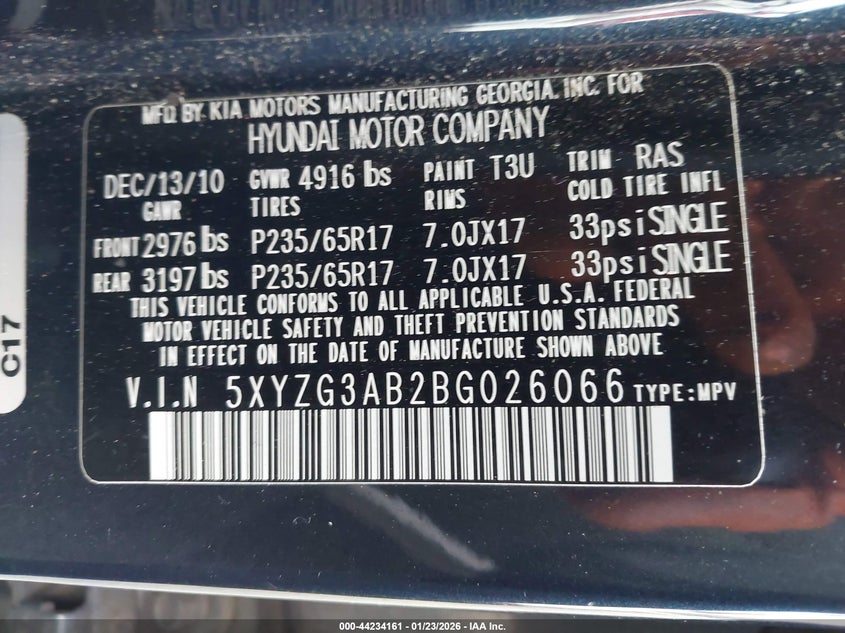 MFD. BY KIA MOTORS MANUFACTURING GEORGIA. INC. FOR
HYUNDAI MOTOR COMPANY
DEC/13/10 GVWR 4916 lbs PAINT T3U TRIM RAS
GAWR TIRES RIMS COLD TIRE INFL
FRONT 2976 lbs P235/65R17 7.0JX17 33psi SINGLE
REAR 3197 lbs P235/65R17 7.0JX17 33psi SINGLE
THIS VEHICLE CONFORMS TO ALL APPLICABLE U.S.A. FEDERAL
MOTOR VEHICLE SAFETY AND THEFT PREVENTION STANDARDS
IN EFFECT ON THE DATE OF MANUFACTURE SHOWN ABOVE
V.I.N 5XYZG3AB2BG026066 TYPE:MPV
C17
000-44234161 - 01/23/2026 - IAA Inc.